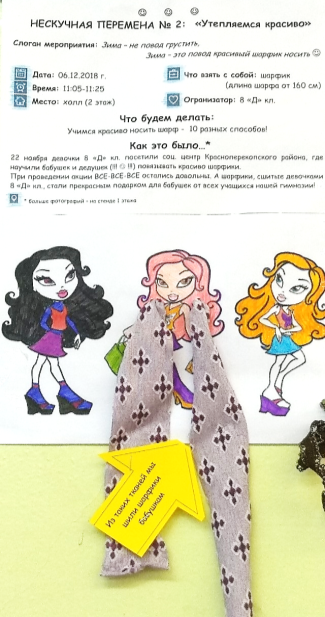 НЕСКУЧНАЯ ПЕРЕМЕНА № 2: «Утепляемся красиво»
Слоган мероприятия: Зима - не повод грустить,
Зима - это повод красивый шарфик носить ☺
Дата: 06.12.2018 г.
Время: 11:05-11:25
Место: холл (2 этаж)
Что взять с собой: шарфик
(длина шарфа от 160 см)
Огранизатор: 8 «Д» кл.
Что будем делать:
Учимся красиво носить шарф - 10 разных способов!
Как это было...*
22 ноября девочки 8 «Д» кл. посетили соц. центр Красноперекопского района, где
научили бабушек и дедушек (!!! ☺ !!!) повязывать красиво шарфики.
При проведении акции ВСЕ-ВСЕ-ВСЕ остались довольны. А шарфики, сшитые девочками
8 «Д» кл., стали прекрасным подарком для бабушек от всех учащихся нашей гимназии!
* больше фотографий - на стенде 1 этажа
Из таких тканей мы
шили шарфики
бабушкам